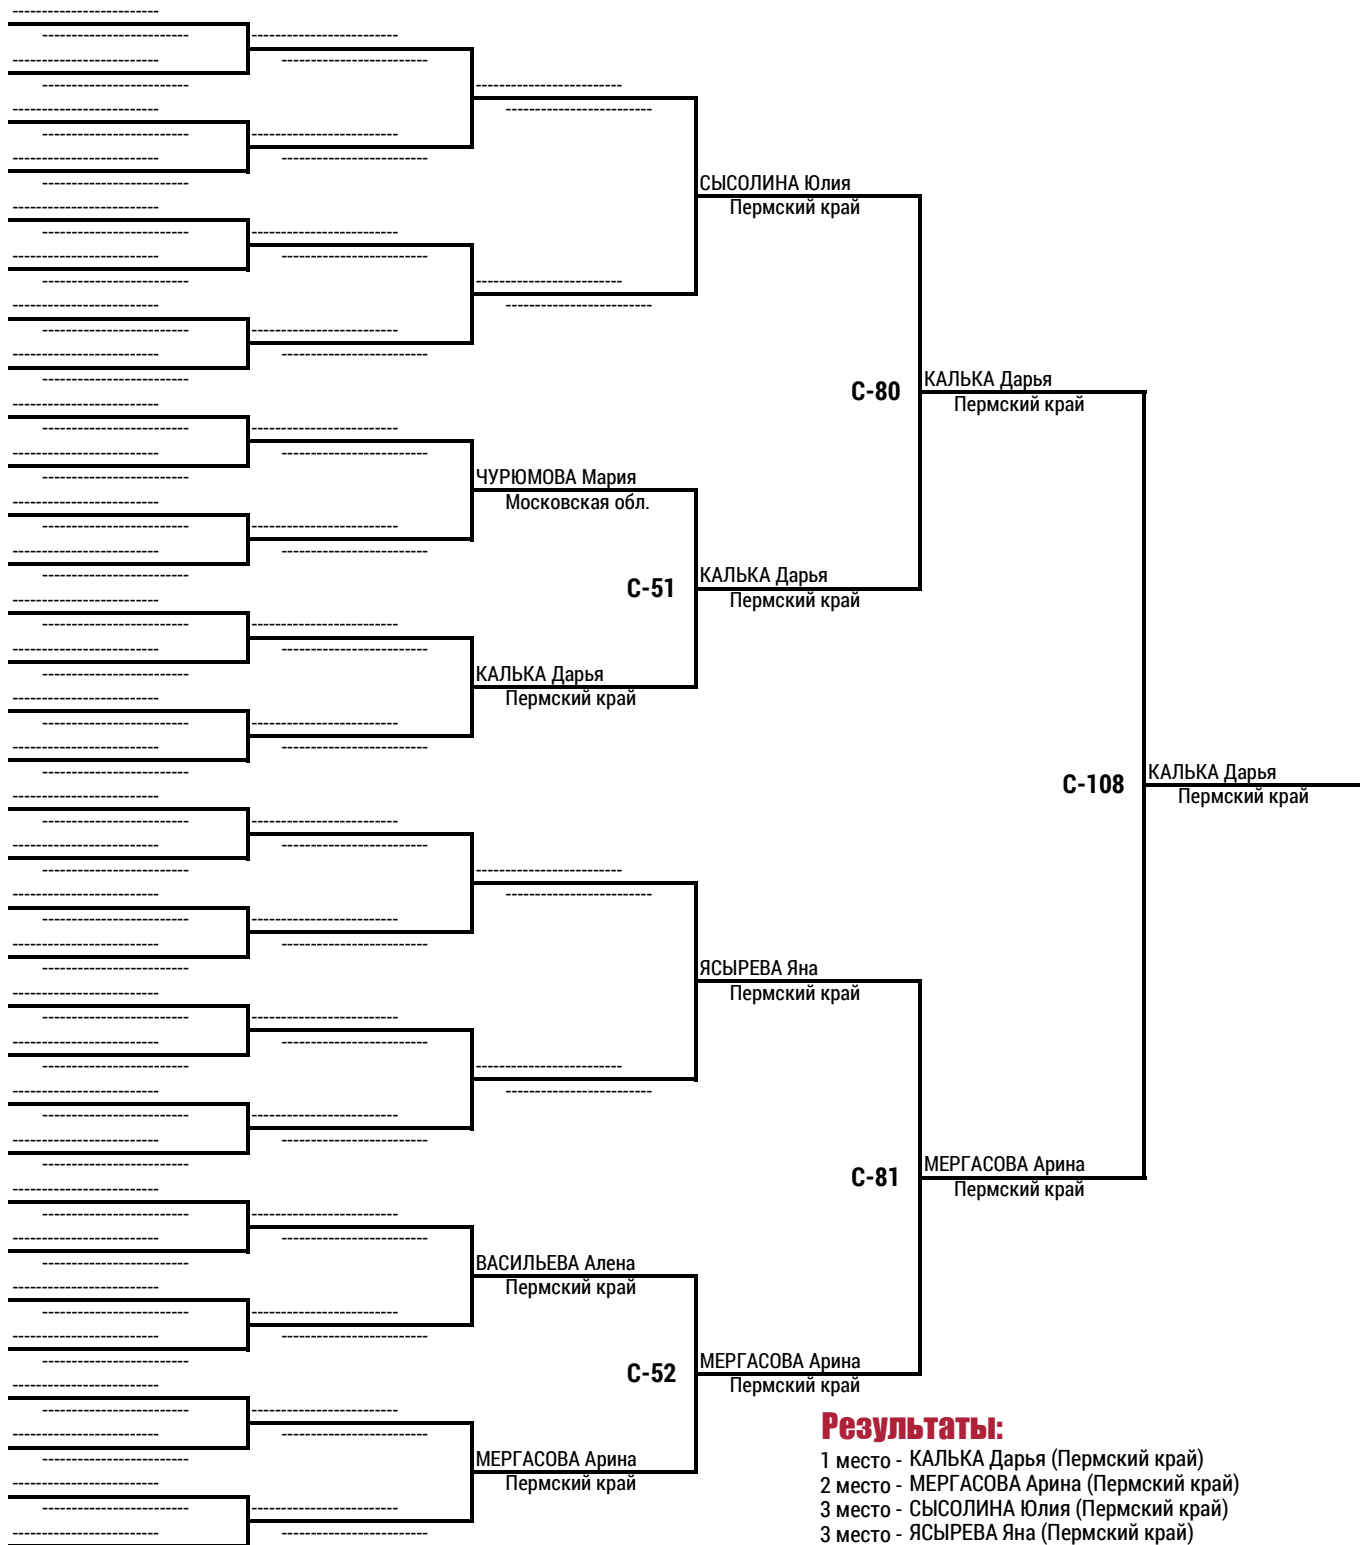 СЫСОЛИНА Юлия
Пермский край
С-80
КАЛЬКА Дарья
Пермский край
ЧУРЮМОВА Мария
Московская обл.
С-51
КАЛЬКА Дарья
Пермский край
КАЛЬКА Дарья
Пермский край
С-108
КАЛЬКА Дарья
Пермский край
ЯСЫРЕВА Яна
Пермский край
С-81
МЕРГАСОВА Арина
Пермский край
ВАСИЛЬЕВА Алена
Пермский край
С-52
МЕРГАСОВА Арина
Пермский край
МЕРГАСОВА Арина
Пермский край
Результаты:
1 место - КАЛЬКА Дарья (Пермский край)
2 место - МЕРГАСОВА Арина (Пермский край)
3 место - СЫСОЛИНА Юлия (Пермский край)
3 место - ЯСЫРЕВА Яна (Пермский край)